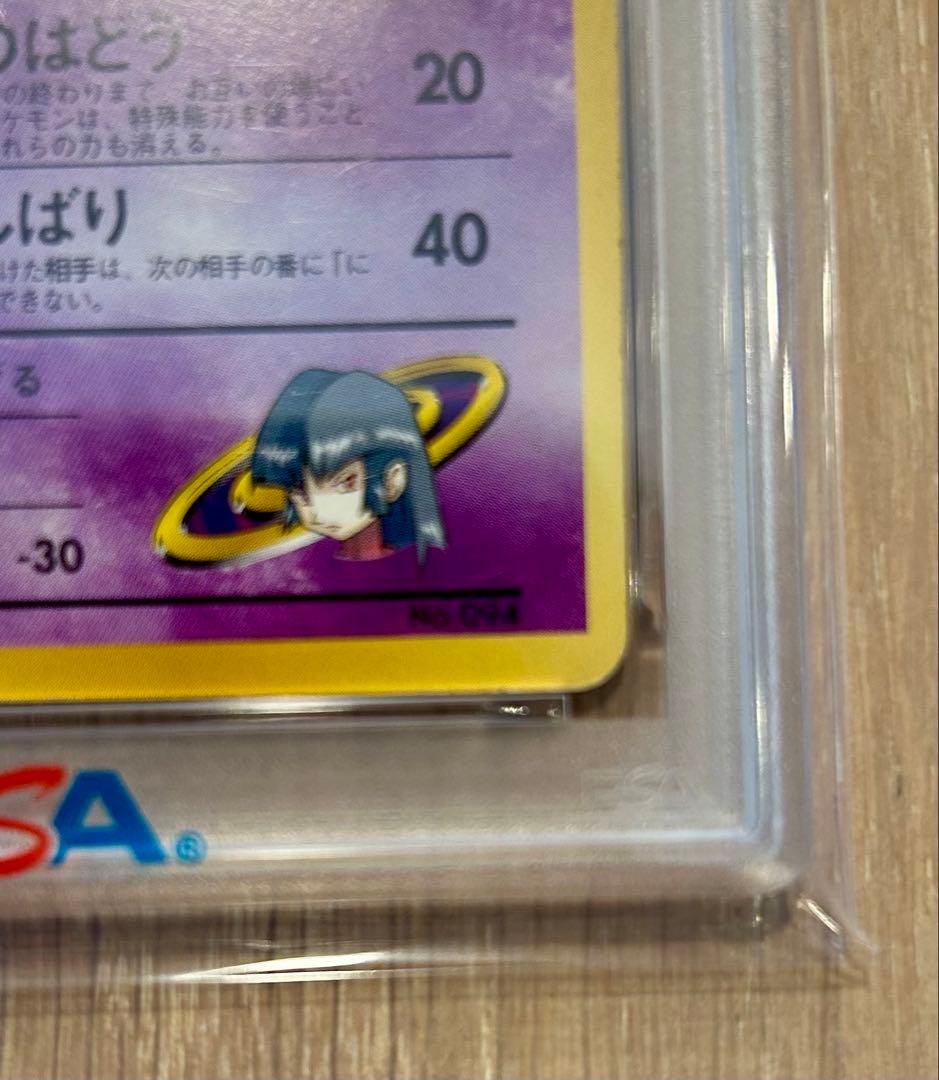 のはどう
20
の終わりまで、お互いの場にい
ケモンは、特殊能力を使うこと
れらの力も消える。
しばり
40
けた相手は、次の相手の番に「に
できない。
げる
-30
No. 094
SA®
PSA